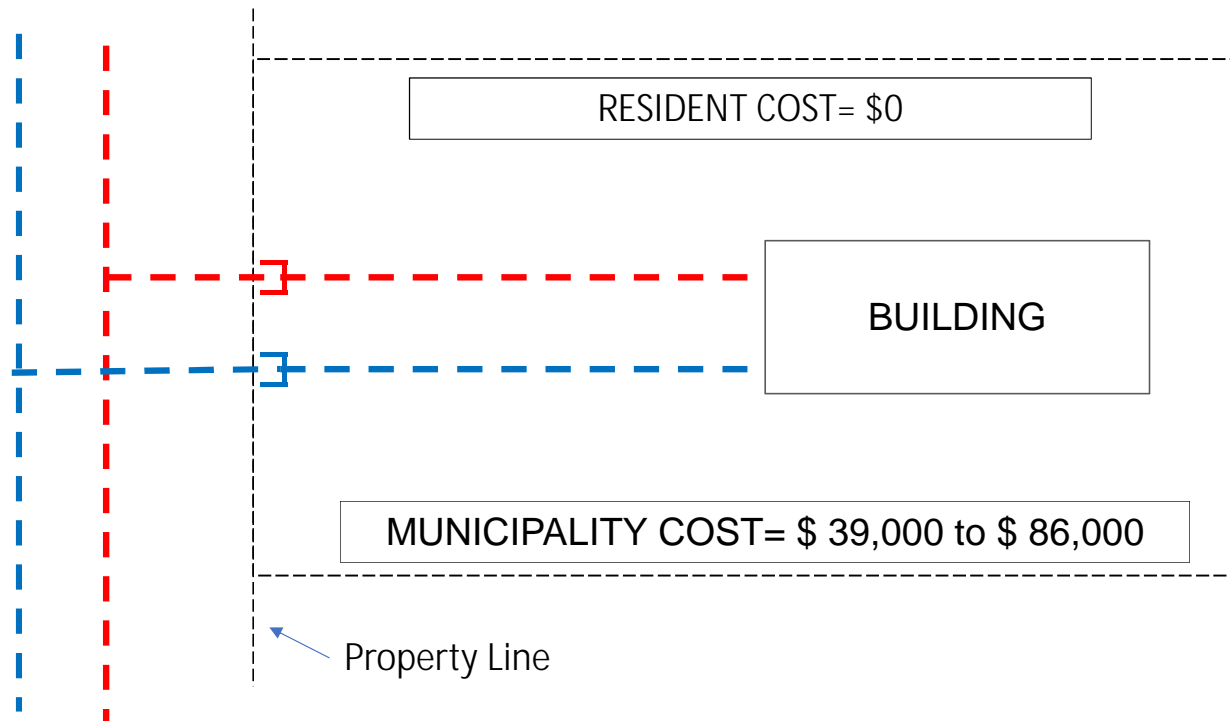 RESIDENT COST= $0
BUILDING
MUNICIPALITY COST= $ 39,000 to $ 86,000
Property Line